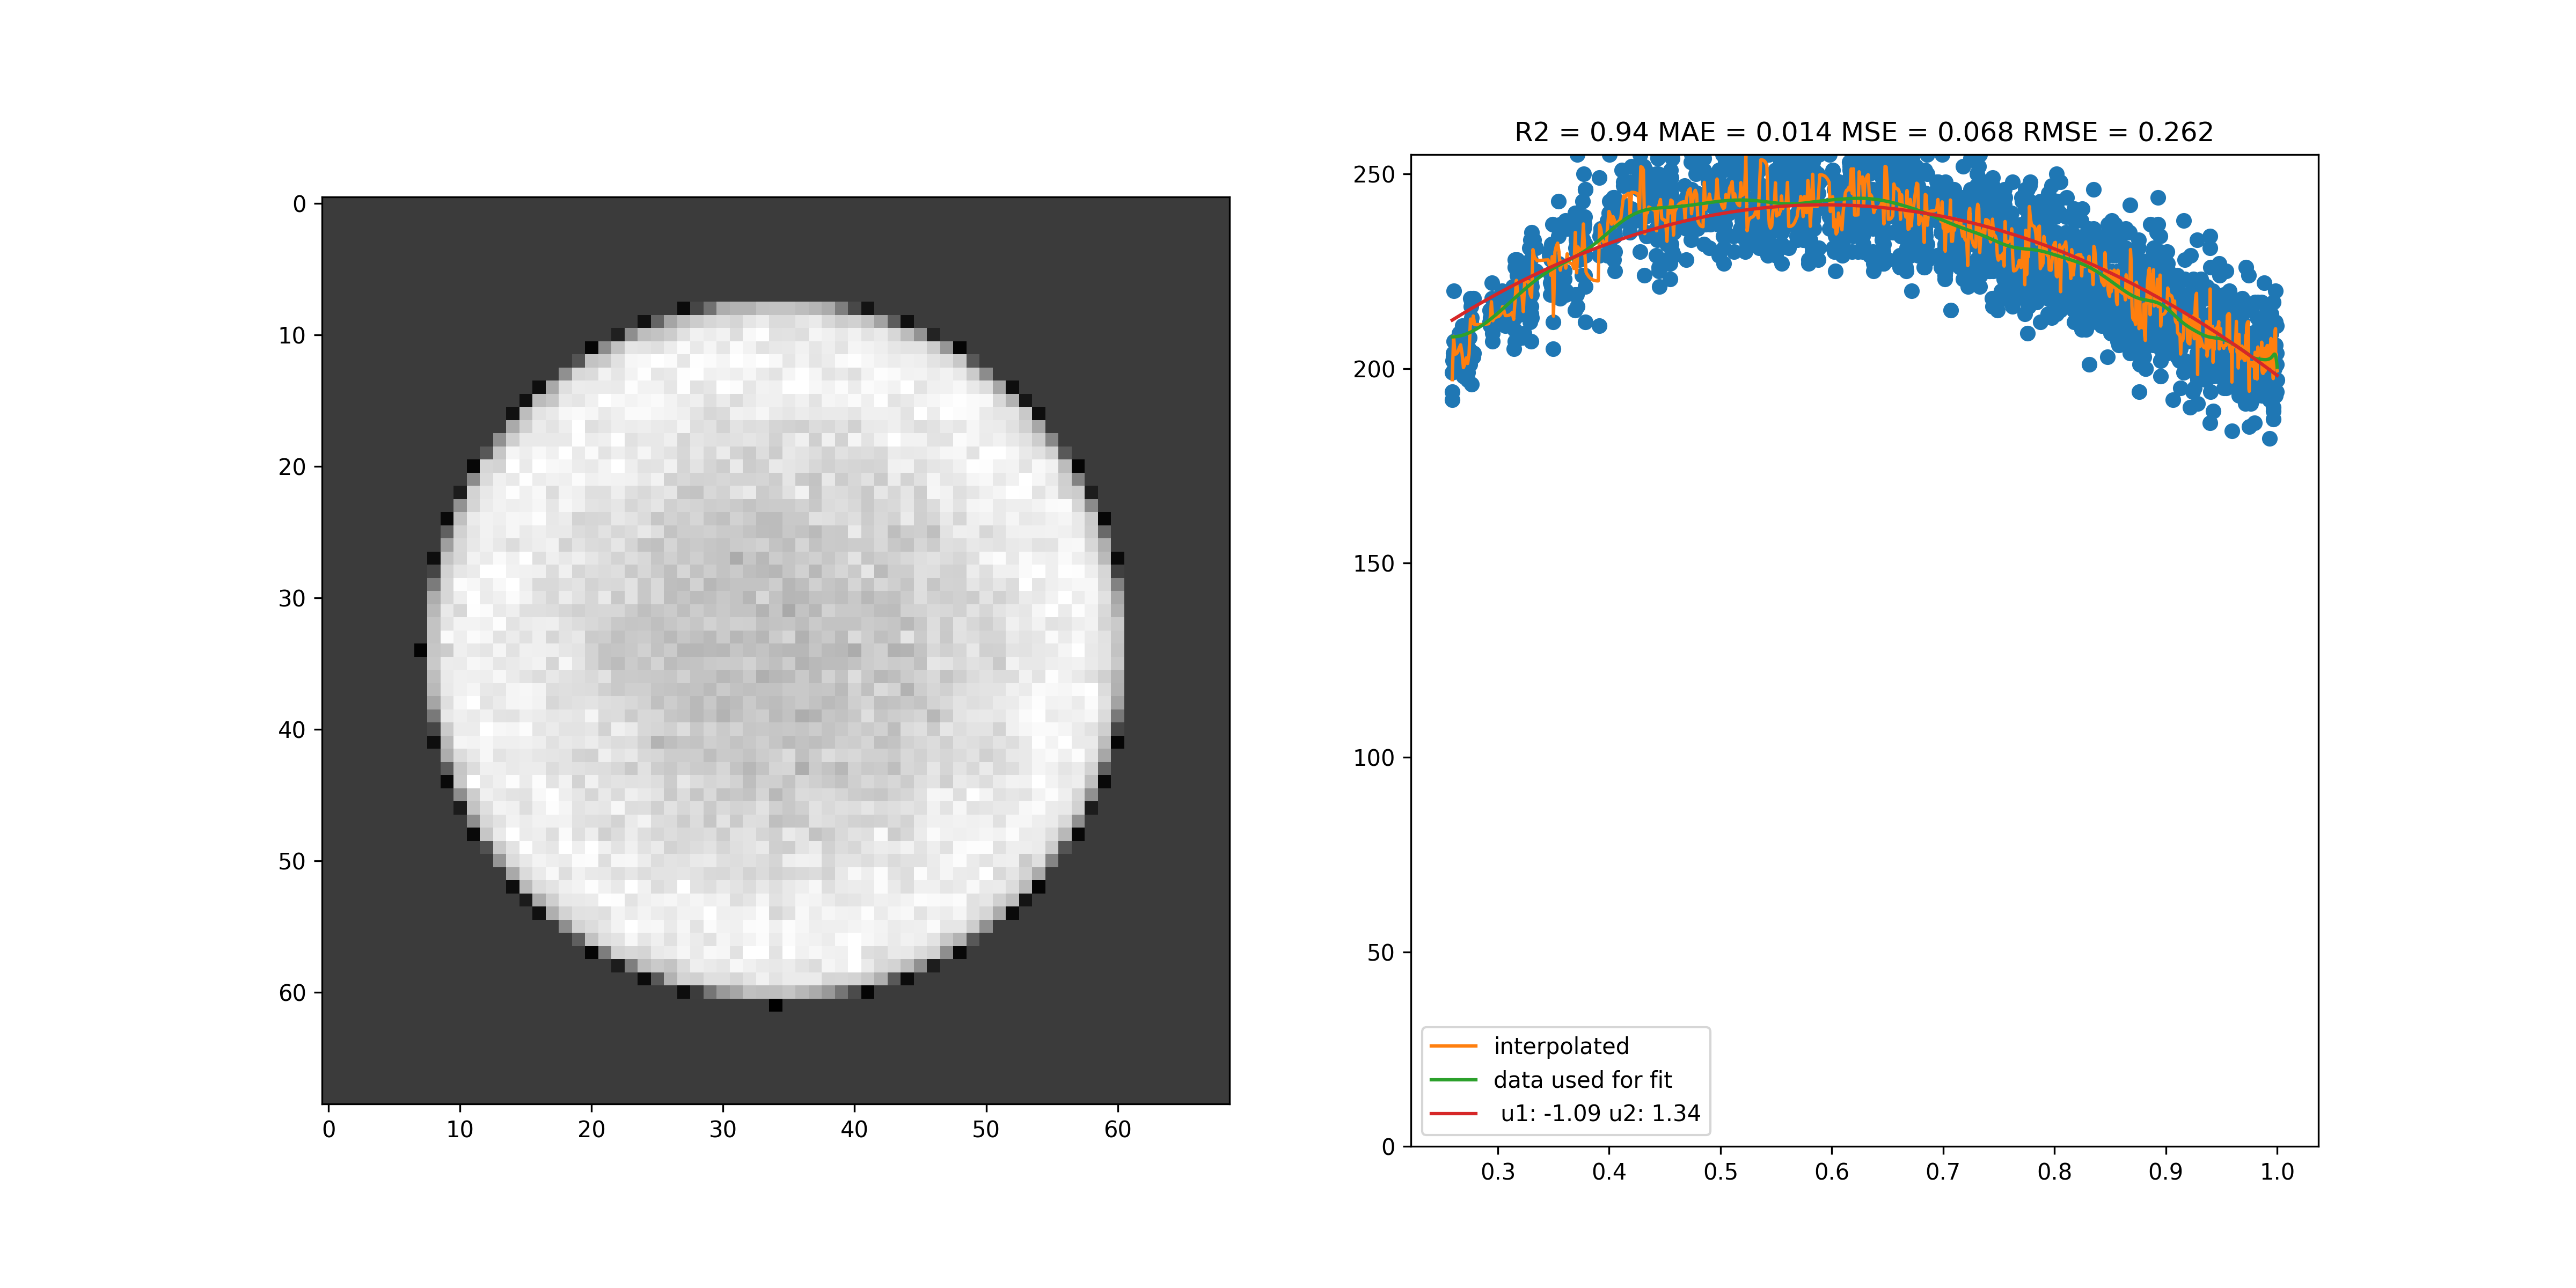 0
10
20
30
40
50
60
0 10 20 30 40 50 60
R2 = 0.94 MAE = 0.014 MSE = 0.068 RMSE = 0.262
250
200
150
100
50
0
interpolated
data used for fit
u1: -1.09 u2: 1.34
0.3 0.4 0.5 0.6 0.7 0.8 0.9 1.0